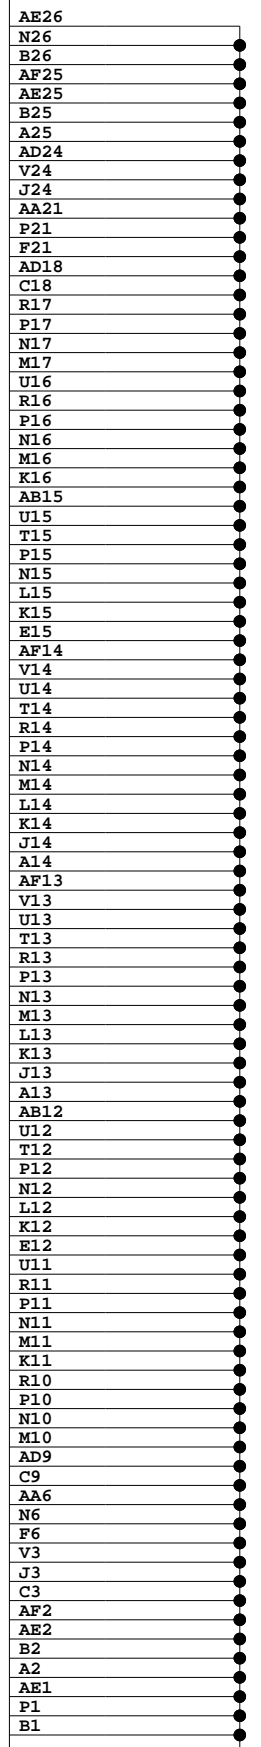 AE26
N26
B26
AF25
AE25
B25
A25
AD24
V24
J24
AA21
P21
F21
AD18
C18
R17
P17
N17
M17
U16
R16
P16
N16
M16
K16
AB15
U15
T15
P15
N15
L15
K15
E15
AF14
V14
U14
T14
R14
P14
N14
M14
L14
K14
J14
A14
AF13
V13
U13
T13
R13
P13
N13
M13
L13
K13
J13
A13
AB12
U12
T12
P12
N12
L12
K12
E12
U11
R11
P11
N11
M11
K11
R10
P10
N10
M10
AD9
C9
AA6
N6
F6
V3
J3
C3
AF2
AE2
B2
A2
AE1
P1
B1